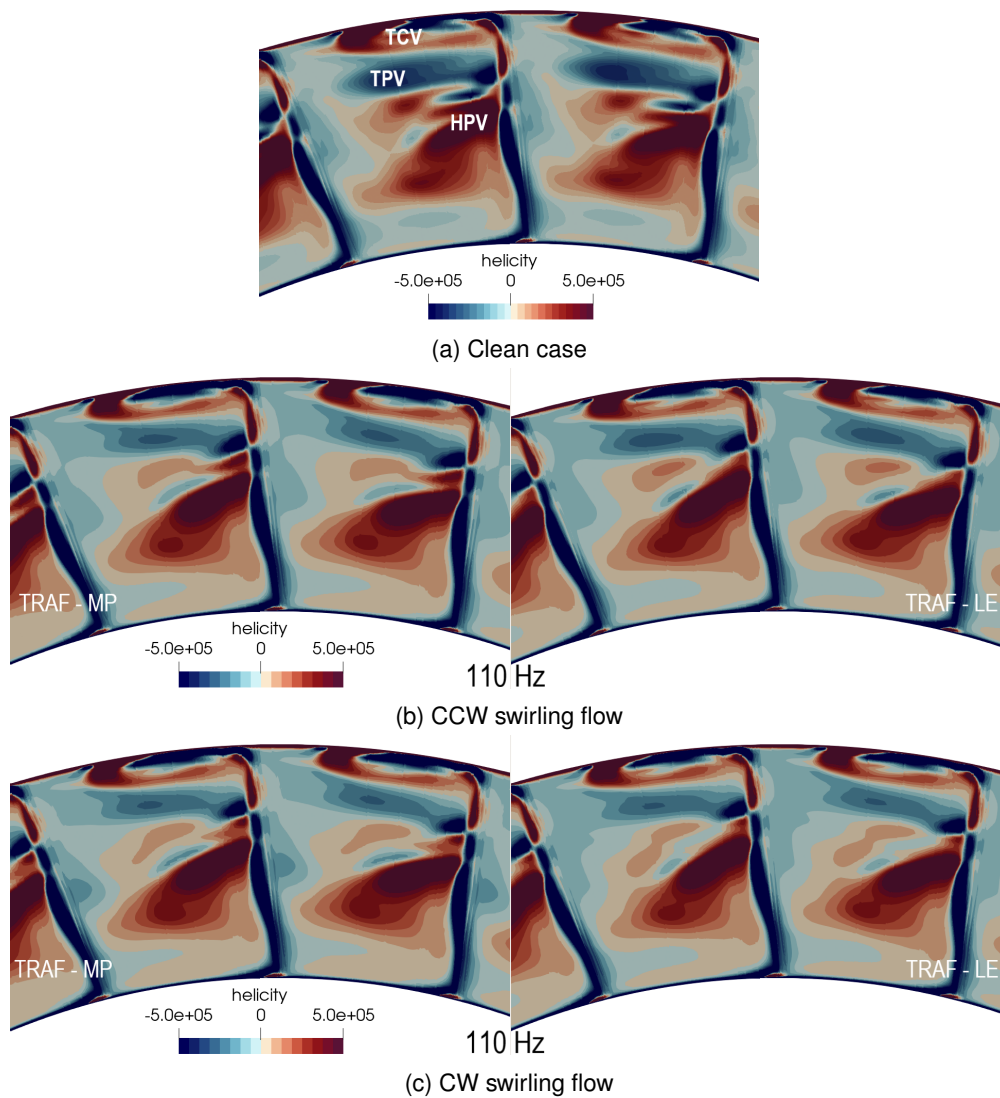 TCV
TPV
HPV
helicity
-5.0e+05 0 5.0e+05
(a) Clean case
TRAF - MP
TRAF - LE
helicity
-5.0e+05 0 5.0e+05
110 Hz
(b) CCW swirling flow
TRAF - MP
TRAF - LE
helicity
-5.0e+05 0 5.0e+05
110 Hz
(c) CW swirling flow